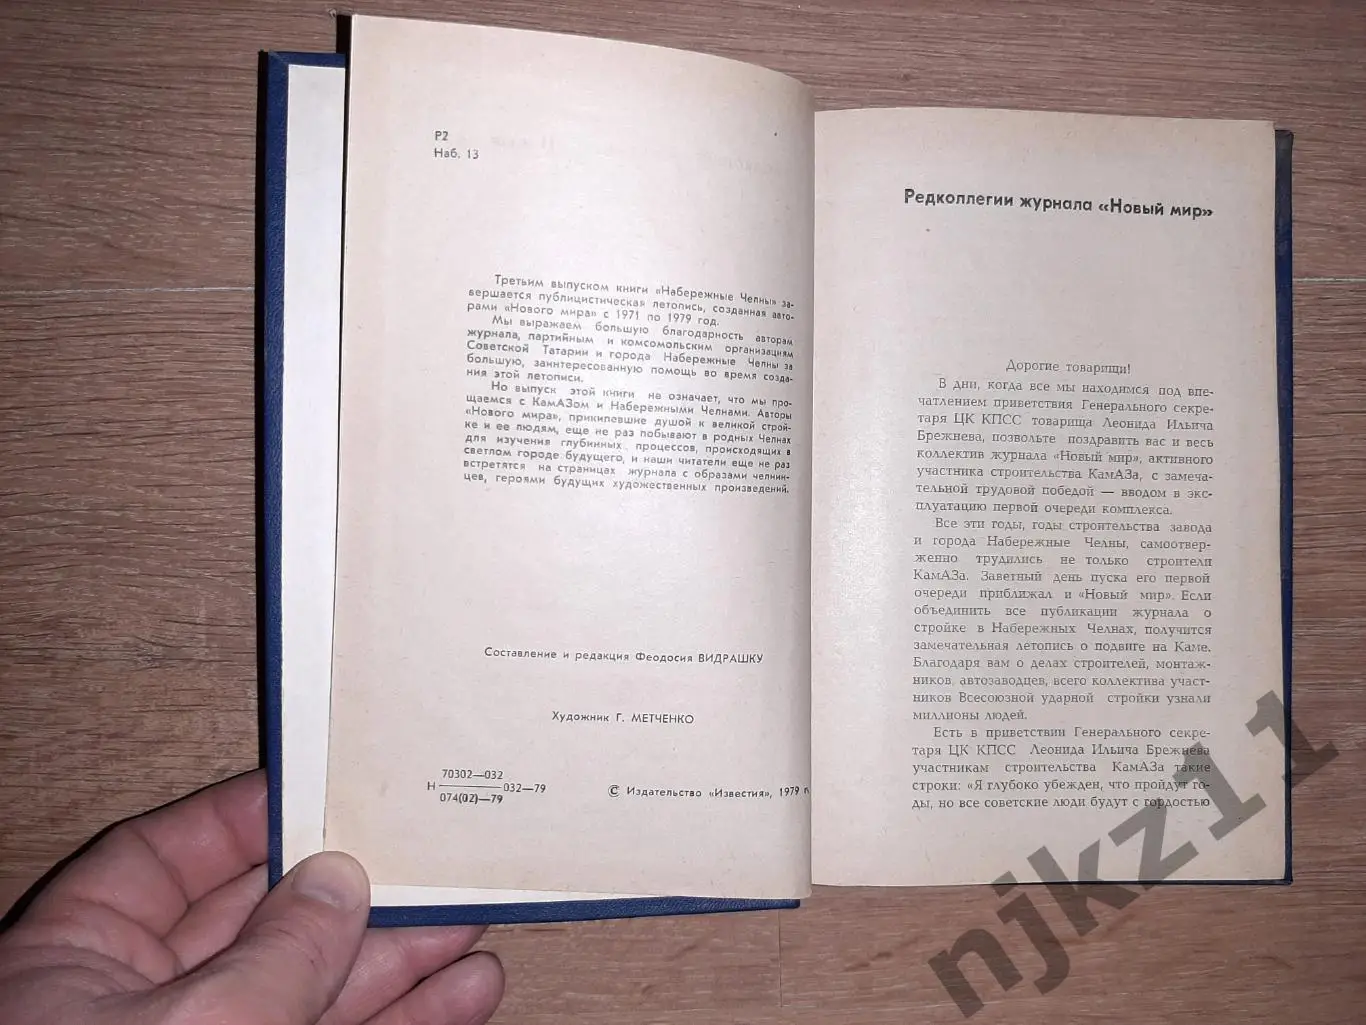 Р2
Наб. 13
Третьим выпуском книги «Набережные Челны» за-
вершается публицистическая летопись, созданная авто-
рами «Нового мира» с 1971 по 1979 год.
Мы выражаем большую благодарность авторам
журнала, партийным и комсомольским организациям
Советской Татарии и города Набережные Челны за
большую, заинтересованную помощь во время созда-
ния этой летописи.
Но выпуск этой книги не означает, что мы про-
щаемся с КамАЗом и Набережными Челнами. Авторы
«Нового мира», прикипевшие душой к великой строй-
ке и ее людям, еще не раз побывают в родных Челнах
для изучения глубинных процессов, происходящих в
светлом городе будущего, и наши читатели еще не раз
встретятся на страницах журнала с образами челнин-
цев, героями будущих художественных произведений.
Составление и редакция Феодосия ВИДРАШКУ
Художник Г. МЕТЧЕНКО
70302—032
Н ———— 032—79
074(02)—79
© Издательство «Известия», 1979 г.
Редколлегии журнала «Новый мир»
Дорогие товарищи!
В дни, когда все мы находимся под впе-
чатлением приветствия Генерального секре-
таря ЦК КПСС товарища Леонида Ильича
Брежнева, позвольте поздравить вас и весь
коллектив журнала «Новый мир», активного
участника строительства КамАЗа, с замеча-
тельной трудовой победой — вводом в экс-
плуатацию первой очереди комплекса.
Все эти годы, годы строительства завода
и города Набережные Челны, самоотвер-
женно трудились не только строители
КамАЗа. Заветный день пуска его первой
очереди приближал и «Новый мир». Если
объединить все публикации журнала о
стройке в Набережных Челнах, получится
замечательная летопись о подвиге на Каме.
Благодаря вам о делах строителей, монтаж-
ников, автозаводцев, всего коллектива участ-
ников Всесоюзной ударной стройки узнали
миллионы людей.
Есть в приветствии Генерального секре-
таря ЦК КПСС Леонида Ильича Брежнева
участникам строительства КамАЗа такие
строки: «Я глубоко убежден, что пройдут го-
ды, но все советские люди будут с гордостью
njkz11